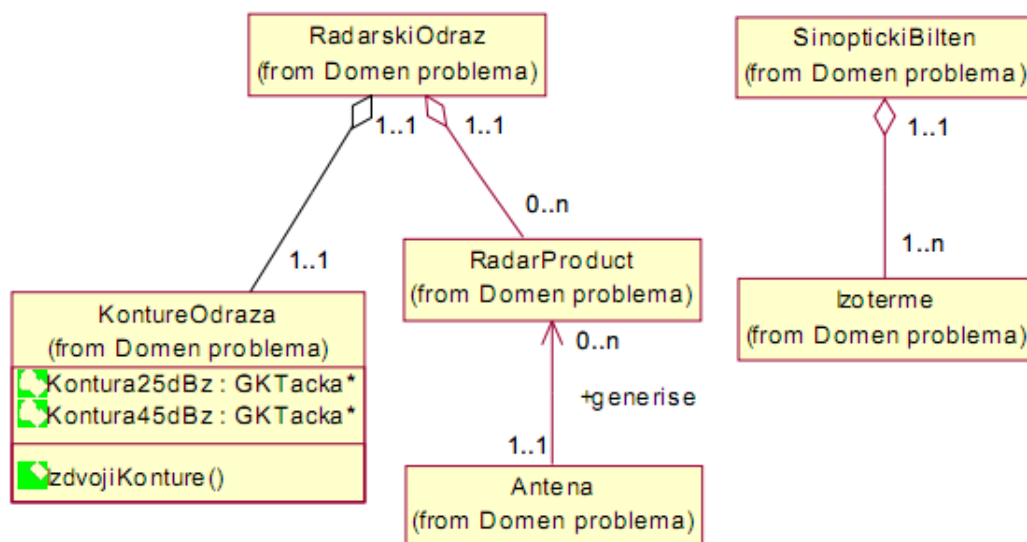 RadarskiOdraz
(from Domen problema)
SinoptickiBilten
(from Domen problema)
1..1
1..1
1..1
0..n
1..1
1..n
KontureOdraza
(from Domen problema)
Kontura25dBz : GKTacka*
Kontura45dBz : GKTacka*
IzdvojiKonture()
RadarProduct
(from Domen problema)
Izoterme
(from Domen problema)
0..n
+generise
1..1
Antena
(from Domen problema)